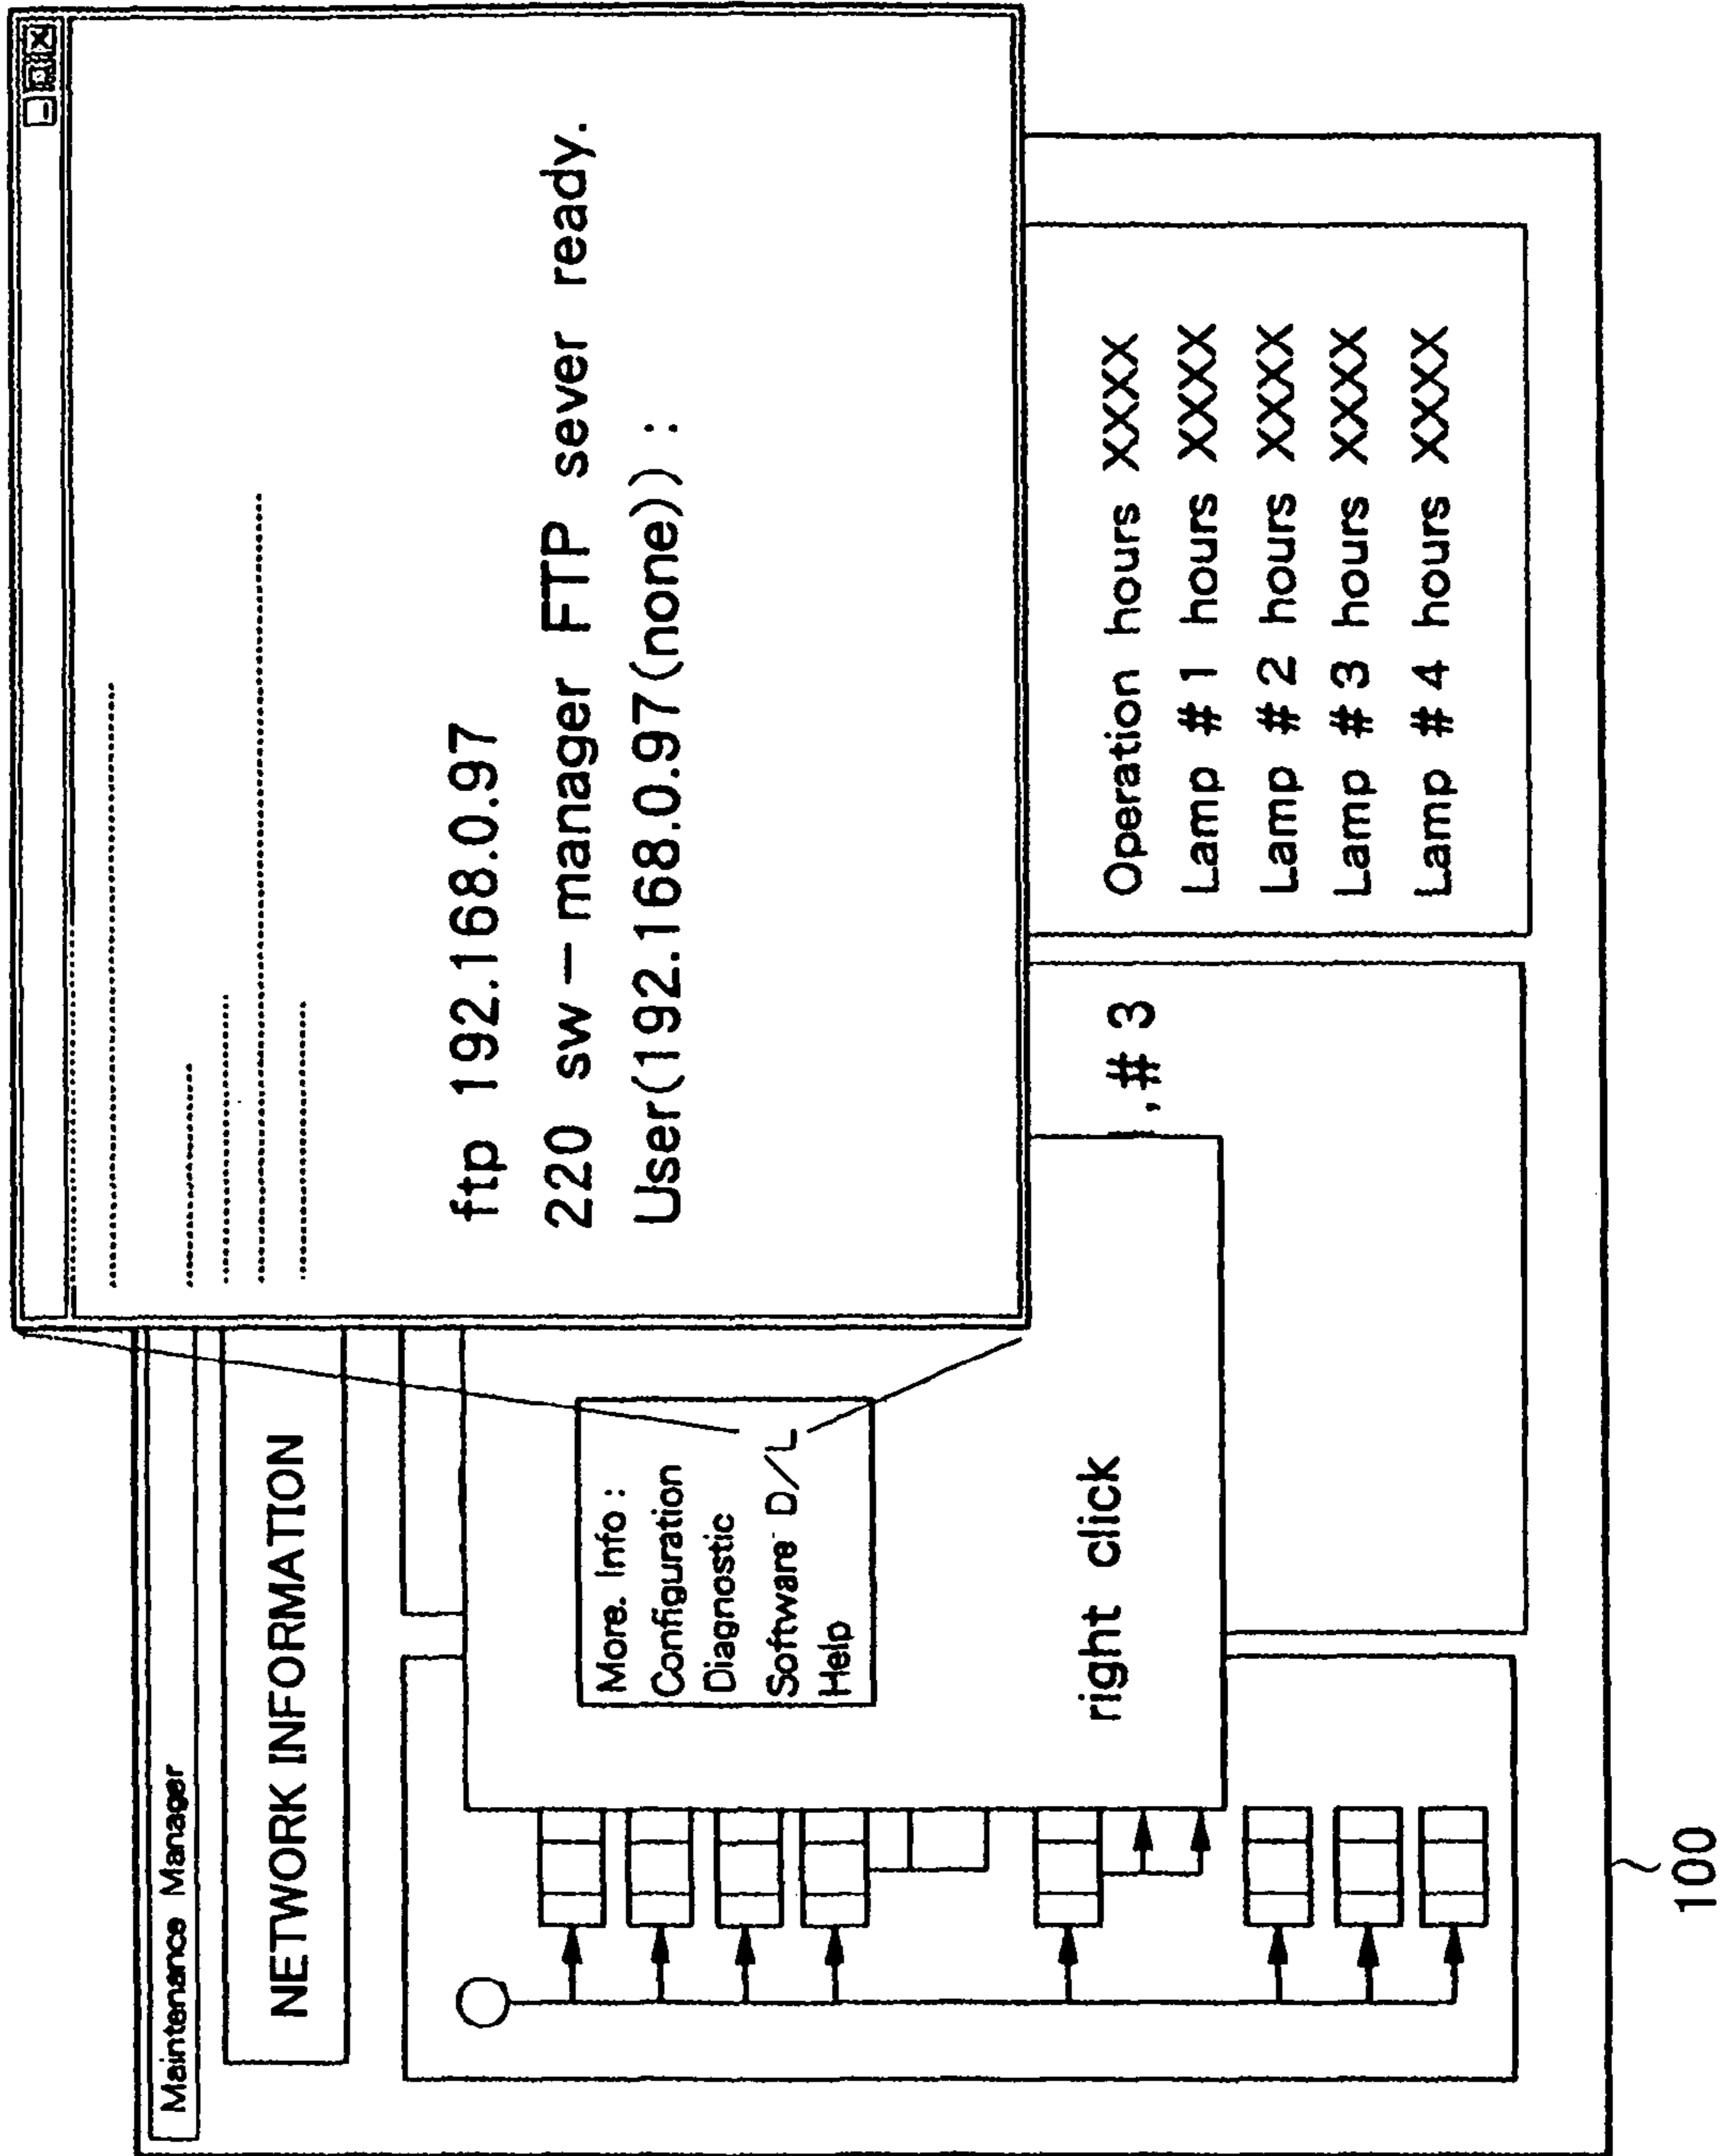 Maintenance Manager
NETWORK INFORMATION
More. Info :
Configuration
Diagnostic
Software D/L
Help
right click
ftp 192.168.0.97
220 sw-manager FTP sever ready.
User(192.168.0.97(none)) :
,#3
Operation hours XXXX
Lamp #1 hours XXXX
Lamp #2 hours XXXX
Lamp #3 hours XXXX
Lamp #4 hours XXXX
100